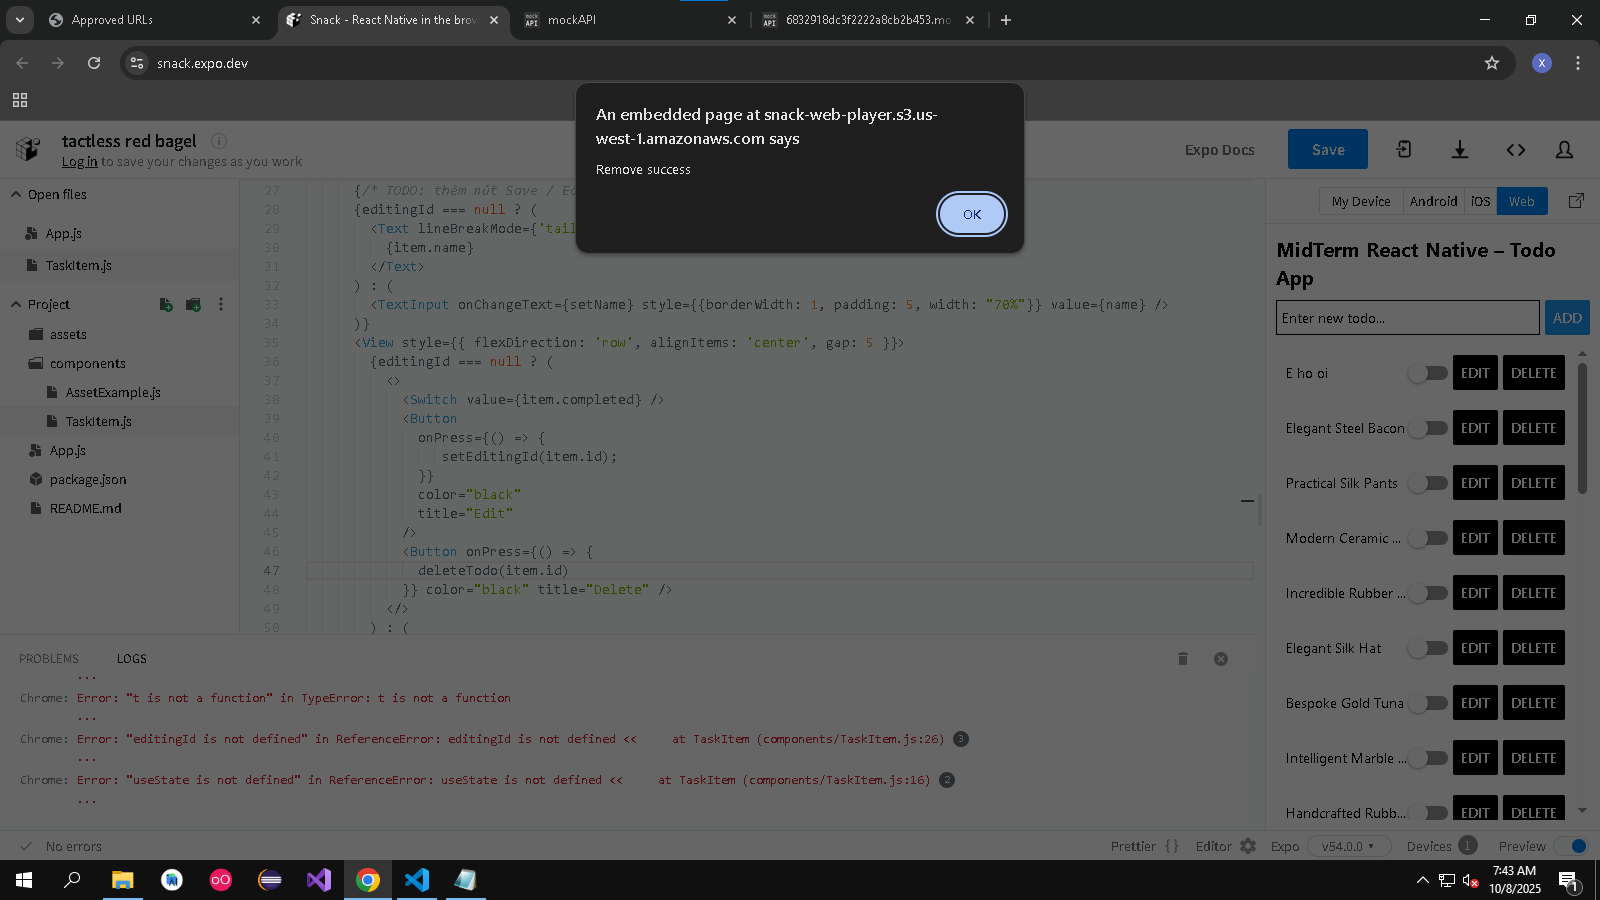 Approved URLs
Snack - React Native in the brow
mock API mockAPI
mock API 6832918dc3f2222a8cb2b453.mo
snack.expo.dev
X
An embedded page at snack-web-player.s3.us-
west-1.amazonaws.com says
Remove success
OK
tactless red bagel
Log in to save your changes as you work
Expo Docs
Save
Open files
App.js
TaskItem.js
Project
assets
components
AssetExample.js
TaskItem.js
App.js
package.json
README.md
27 {/* TODO: thêm nút Save / Ed
28 {editingId === null ? (
29 <Text lineBreakMode={'tail
30 {item.name}
31 </Text>
32 ) : (
33 <TextInput onChangeText={setName} style={{borderWidth: 1, padding: 5, width: "70%"}} value={name} />
34 )}
35 <View style={{ flexDirection: 'row', alignItems: 'center', gap: 5 }}>
36 {editingId === null ? (
37 <>
38 <Switch value={item.completed} />
39 <Button
40 onPress={() => {
41 setEditingId(item.id);
42 }}
43 color="black"
44 title="Edit"
45 />
46 <Button onPress={() => {
47 deleteTodo(item.id)
48 }} color="black" title="Delete" />
49 </>
50 ) : (
My Device
Android
iOS
Web
MidTerm React Native – Todo
App
Enter new todo...
ADD
E ho oi EDIT DELETE
Elegant Steel Bacon EDIT DELETE
Practical Silk Pants EDIT DELETE
Modern Ceramic ... EDIT DELETE
Incredible Rubber ... EDIT DELETE
Elegant Silk Hat EDIT DELETE
Bespoke Gold Tuna EDIT DELETE
Intelligent Marble ... EDIT DELETE
Handcrafted Rubb... EDIT DELETE
PROBLEMS
LOGS
...
Chrome: Error: "t is not a function" in TypeError: t is not a function
...
Chrome: Error: "editingId is not defined" in ReferenceError: editingId is not defined << at TaskItem (components/TaskItem.js:26) 3
...
Chrome: Error: "useState is not defined" in ReferenceError: useState is not defined << at TaskItem (components/TaskItem.js:16) 2
...
No errors
Prettier { }
Editor
Expo
v54.0.0
Devices 1
Preview
7:43 AM
10/8/2025
1